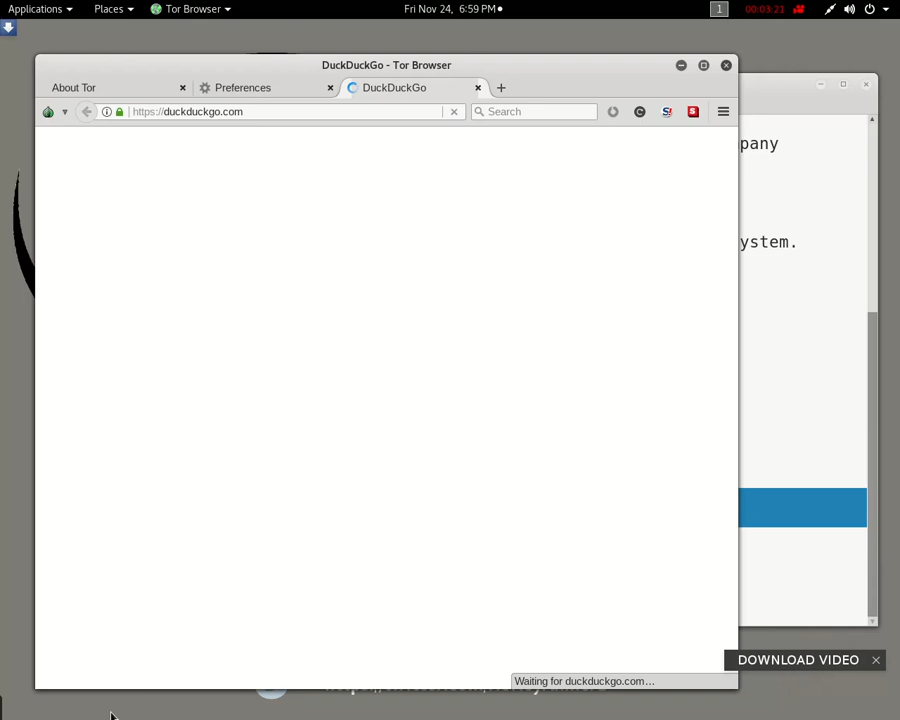 Applications Places Tor Browser Fri Nov 24, 6:59 PM 1 00:03:21
DuckDuckGo - Tor Browser
About Tor Preferences DuckDuckGo
https://duckduckgo.com Search
pany
ystem.
DOWNLOAD VIDEO
Waiting for duckduckgo.com…